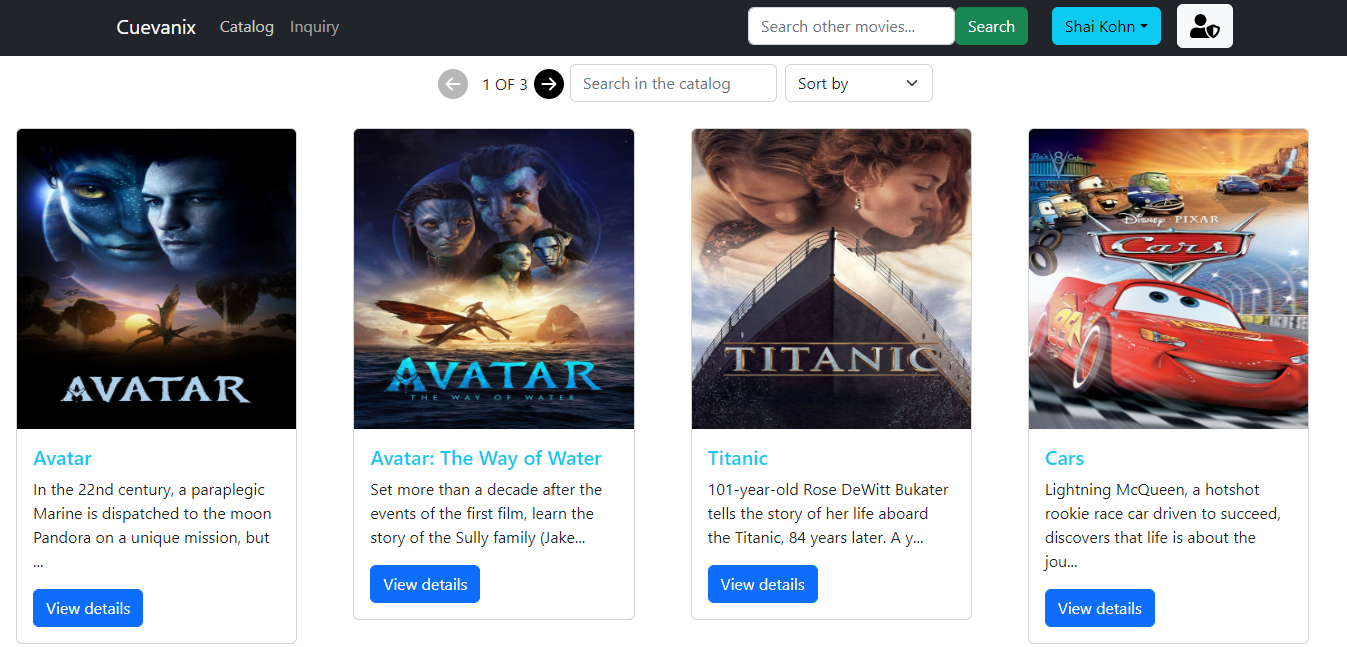 Cuevanix Catalog Inquiry Search other movies... Search Shai Kohn
1 OF 3 Search in the catalog Sort by
AVATAR
AVATAR
THE WAY OF WATER
TITANIC
Flo's V8 Cafe
DISNEY · PIXAR
Cars
95
Avatar
In the 22nd century, a paraplegic
Marine is dispatched to the moon
Pandora on a unique mission, but
...
View details
Avatar: The Way of Water
Set more than a decade after the
events of the first film, learn the
story of the Sully family (Jake...
View details
Titanic
101-year-old Rose DeWitt Bukater
tells the story of her life aboard
the Titanic, 84 years later. A y...
View details
Cars
Lightning McQueen, a hotshot
rookie race car driven to succeed,
discovers that life is about the
jou...
View details